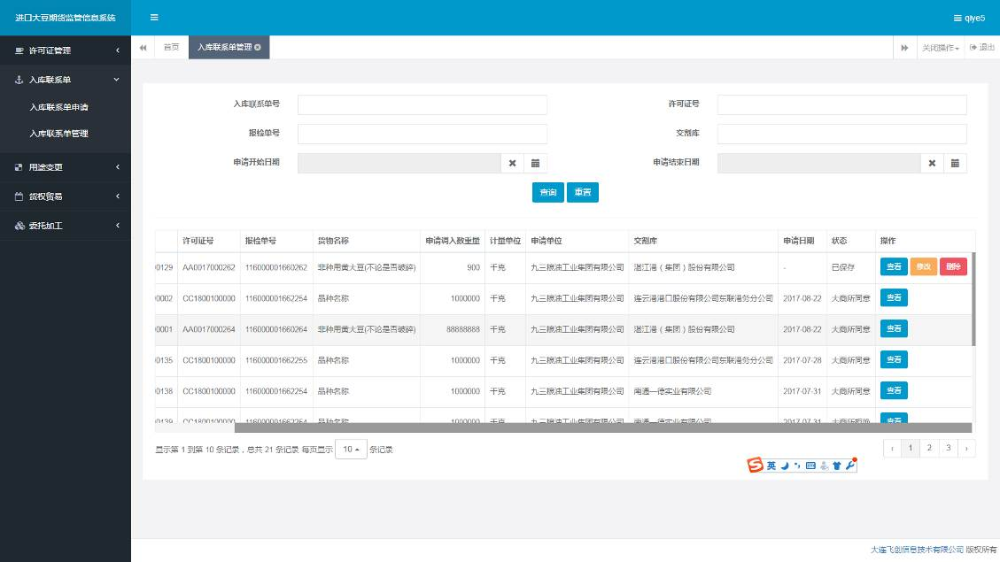 进口大豆期货监管信息系统
qiye5
许可证管理
入库联系单
入库联系单申请
入库联系单管理
用途变更
货权贸易
委托加工
首页 入库联系单管理 关闭操作 退出
入库联系单号 许可证号
报检单号 交割库
申请开始日期 申请结束日期
查询 重置
许可证号 报检单号 货物名称 申请调入数重量 计量单位 申请单位 交割库 申请日期 状态 操作
0129 AA0017000262 116000001660262 非种用黄大豆(不论是否破碎) 900 千克 九三粮油工业集团有限公司 湛江港（集团）股份有限公司 - 已保存 查看 修改 删除
0002 CC1800100000 116000001662254 品种名称 1000000 千克 九三粮油工业集团有限公司 连云港港口股份有限公司东联港务分公司 2017-08-22 大商所同意 查看
0001 AA0017000264 116000001660264 非种用黄大豆(不论是否破碎) 88888888 千克 九三粮油工业集团有限公司 湛江港（集团）股份有限公司 2017-08-22 大商所同意 查看
0135 CC1800100000 116000001662255 品种名称 1000000 千克 九三粮油工业集团有限公司 连云港港口股份有限公司东联港务分公司 2017-07-28 大商所同意 查看
0138 CC1800100000 116000001662254 品种名称 1000000 千克 九三粮油工业集团有限公司 南通一德实业有限公司 2017-07-31 大商所同意 查看
0139 CC1800100000 116000001662254 品种名称 1000000 千克 九三粮油工业集团有限公司 南通一德实业有限公司 2017-07-31 大商所拒绝 查看
显示第 1 到第 10 条记录，总共 21 条记录 每页显示 10 条记录
‹ 1 2 3 ›
英
大连飞创信息技术有限公司 版权所有